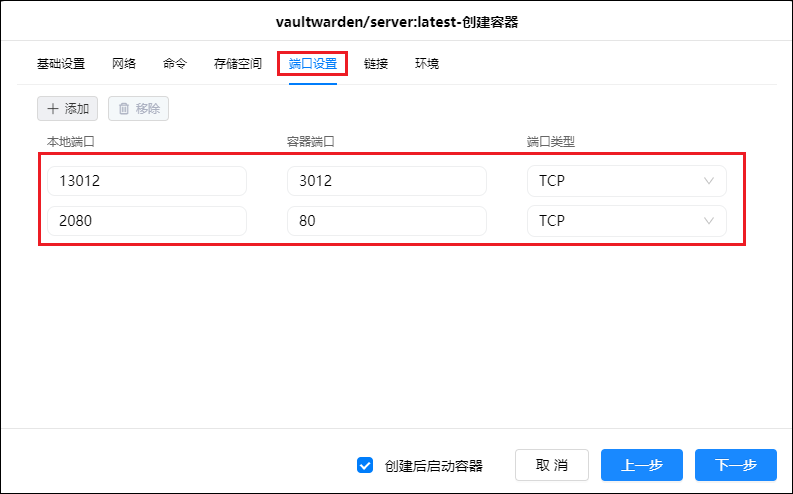 vaultwarden/server:latest-创建容器
基础设置 网络 命令 存储空间 端口设置 链接 环境
添加 移除
本地端口 容器端口 端口类型
13012 3012 TCP
2080 80 TCP
创建后启动容器 取 消 上一步 下一步